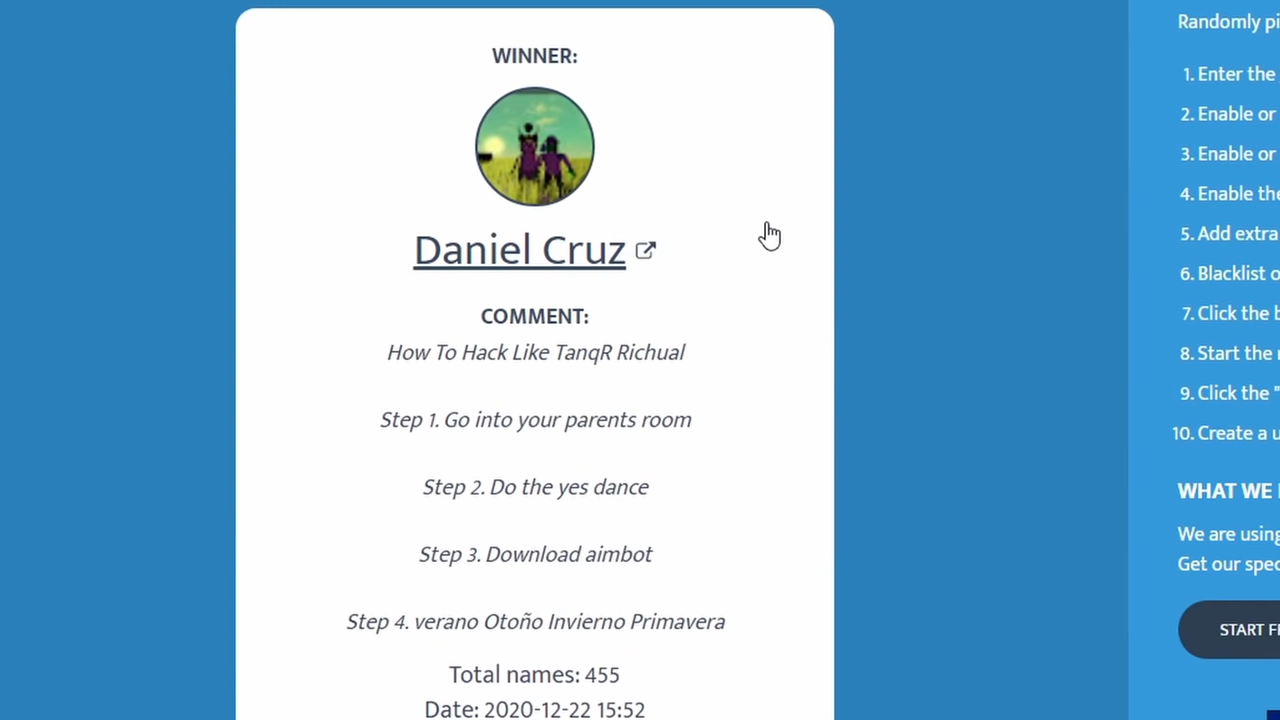 WINNER:
Daniel Cruz
COMMENT:
How To Hack Like TanqR Richual
Step 1. Go into your parents room
Step 2. Do the yes dance
Step 3. Download aimbot
Step 4. verano Otoño Invierno Primavera
Total names: 455
Date: 2020-12-22 15:52
Randomly pi
1. Enter the
2. Enable or
3. Enable or
4. Enable the
5. Add extra
6. Blacklist o
7. Click the b
8. Start the
9. Click the "
10. Create a u
WHAT WE
We are using
Get our spec
START F